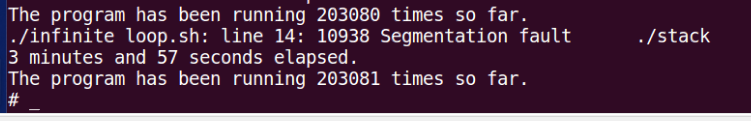 The program has been running 203080 times so far.
./infinite loop.sh: line 14: 10938 Segmentation fault      ./stack
3 minutes and 57 seconds elapsed.
The program has been running 203081 times so far.
# _